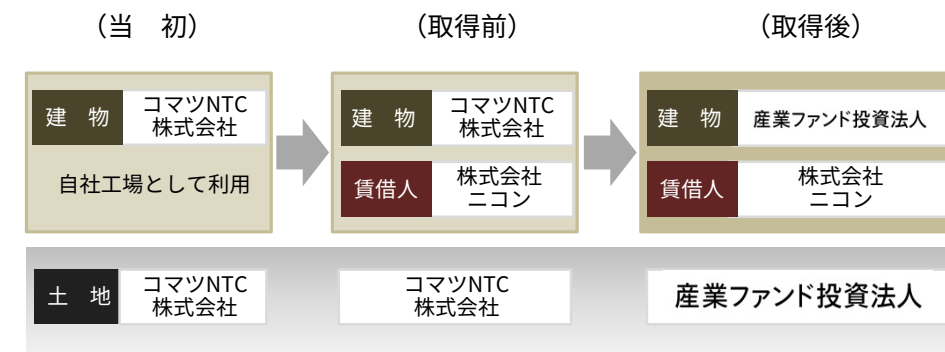 （当　初）
（取得前）
（取得後）
建　物
コマツNTC
株式会社
自社工場として利用
建　物
コマツNTC
株式会社
賃借人
株式会社
ニコン
建　物
産業ファンド投資法人
賃借人
株式会社
ニコン
土　地
コマツNTC
株式会社
コマツNTC
株式会社
産業ファンド投資法人